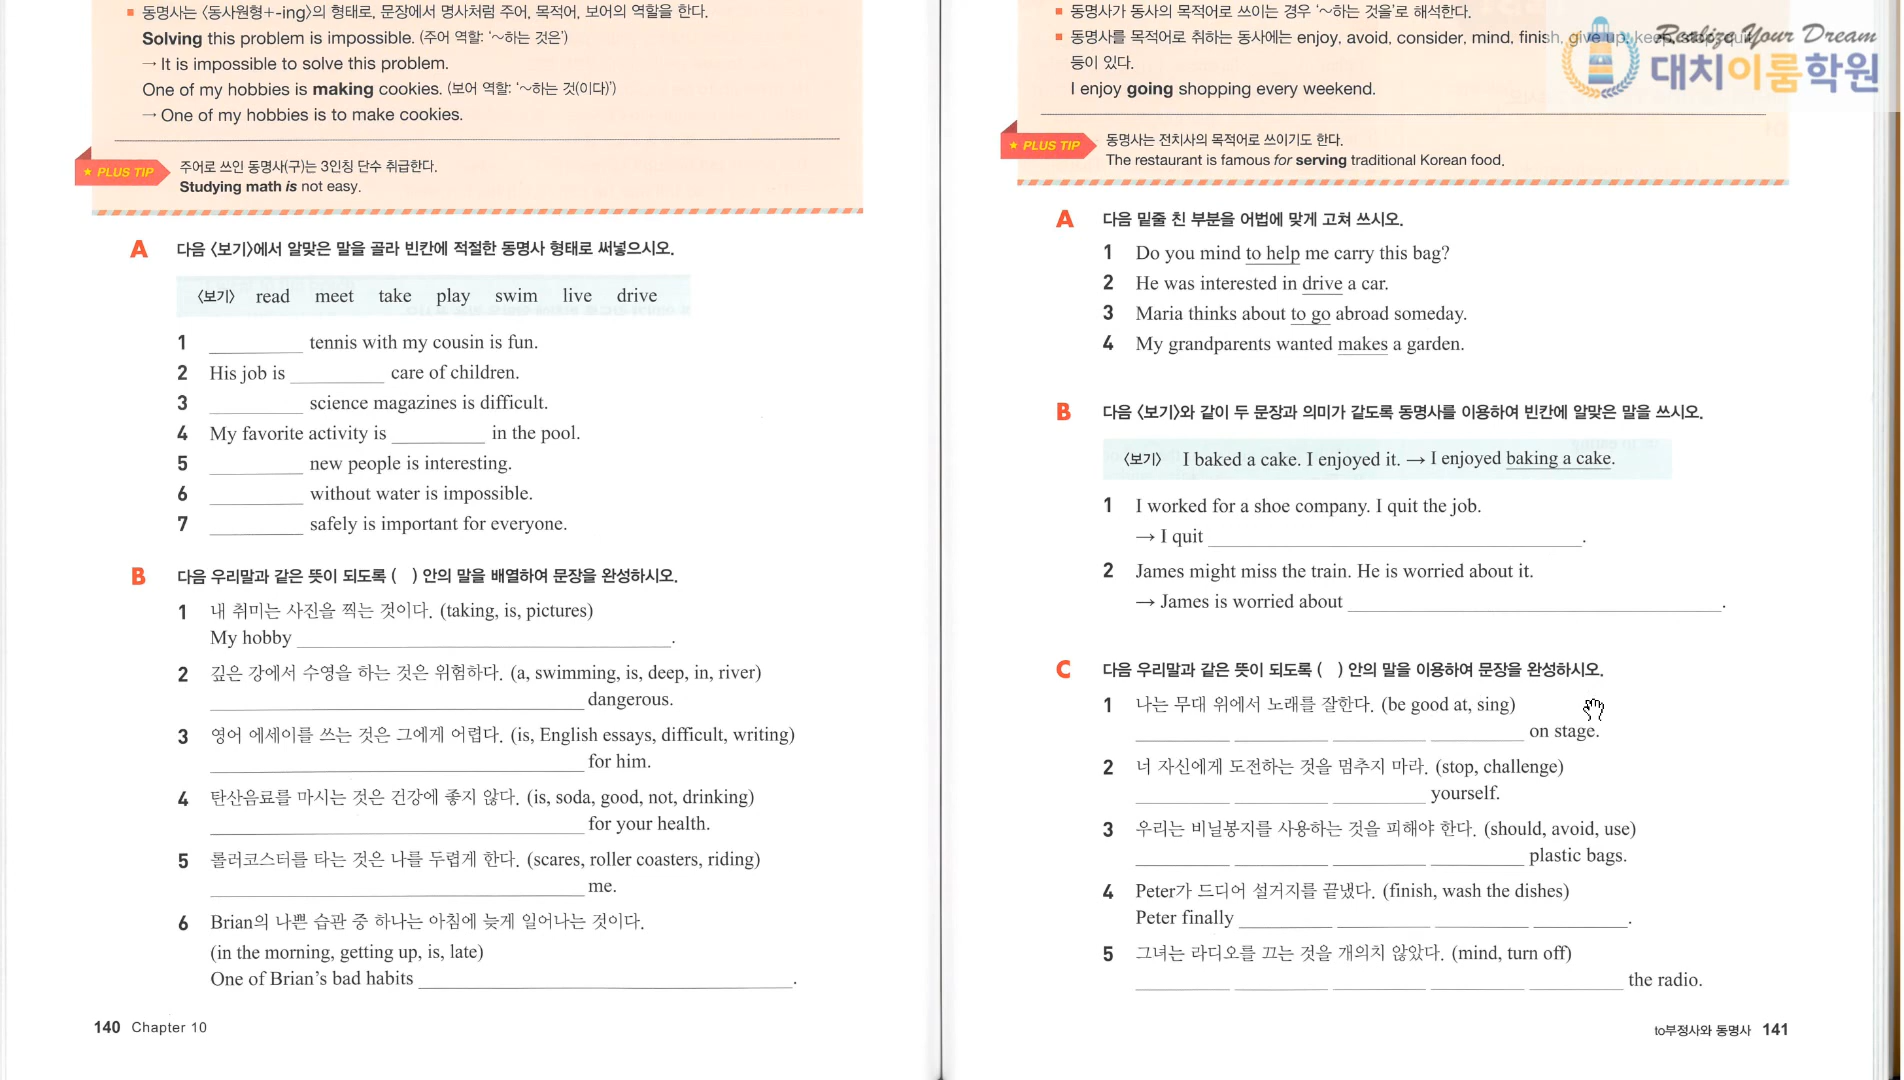 동명사는 〈동사원형+-ing〉의 형태로, 문장에서 명사처럼 주어, 목적어, 보어의 역할을 한다.
Solving this problem is impossible. (주어 역할: '~하는 것은')
→ It is impossible to solve this problem.
One of my hobbies is making cookies. (보어 역할: '~하는 것(이다)')
→ One of my hobbies is to make cookies.
★ PLUS TIP
주어로 쓰인 동명사(구)는 3인칭 단수 취급한다.
Studying math is not easy.
A 다음 〈보기〉에서 알맞은 말을 골라 빈칸에 적절한 동명사 형태로 써넣으시오.
〈보기〉 read meet take play swim live drive
1 __________ tennis with my cousin is fun.
2 His job is __________ care of children.
3 __________ science magazines is difficult.
4 My favorite activity is __________ in the pool.
5 __________ new people is interesting.
6 __________ without water is impossible.
7 __________ safely is important for everyone.
B 다음 우리말과 같은 뜻이 되도록 ( ) 안의 말을 배열하여 문장을 완성하시오.
1 내 취미는 사진을 찍는 것이다. (taking, is, pictures)
My hobby __________.
2 깊은 강에서 수영을 하는 것은 위험하다. (a, swimming, is, deep, in, river)
__________ dangerous.
3 영어 에세이를 쓰는 것은 그에게 어렵다. (is, English essays, difficult, writing)
__________ for him.
4 탄산음료를 마시는 것은 건강에 좋지 않다. (is, soda, good, not, drinking)
__________ for your health.
5 롤러코스터를 타는 것은 나를 두렵게 한다. (scares, roller coasters, riding)
__________ me.
6 Brian의 나쁜 습관 중 하나는 아침에 늦게 일어나는 것이다.
(in the morning, getting up, is, late)
One of Brian's bad habits __________.
140 Chapter 10
동명사가 동사의 목적어로 쓰이는 경우 '~하는 것을'로 해석한다.
동명사를 목적어로 취하는 동사에는 enjoy, avoid, consider, mind, finish, give up, keep, stop, quit
등이 있다.
I enjoy going shopping every weekend.
Realize Your Dream
대치이룸학원
★ PLUS TIP
동명사는 전치사의 목적어로 쓰이기도 한다.
The restaurant is famous for serving traditional Korean food.
A 다음 밑줄 친 부분을 어법에 맞게 고쳐 쓰시오.
1 Do you mind to help me carry this bag?
2 He was interested in drive a car.
3 Maria thinks about to go abroad someday.
4 My grandparents wanted makes a garden.
B 다음 〈보기〉와 같이 두 문장과 의미가 같도록 동명사를 이용하여 빈칸에 알맞은 말을 쓰시오.
〈보기〉 I baked a cake. I enjoyed it. → I enjoyed baking a cake.
1 I worked for a shoe company. I quit the job.
→ I quit __________.
2 James might miss the train. He is worried about it.
→ James is worried about __________.
C 다음 우리말과 같은 뜻이 되도록 ( ) 안의 말을 이용하여 문장을 완성하시오.
1 나는 무대 위에서 노래를 잘한다. (be good at, sing)
__________ __________ __________ __________ on stage.
2 너 자신에게 도전하는 것을 멈추지 마라. (stop, challenge)
__________ __________ __________ yourself.
3 우리는 비닐봉지를 사용하는 것을 피해야 한다. (should, avoid, use)
__________ __________ __________ __________ plastic bags.
4 Peter가 드디어 설거지를 끝냈다. (finish, wash the dishes)
Peter finally __________ __________ __________ __________.
5 그녀는 라디오를 끄는 것을 개의치 않았다. (mind, turn off)
__________ __________ __________ __________ __________ the radio.
to부정사와 동명사 141